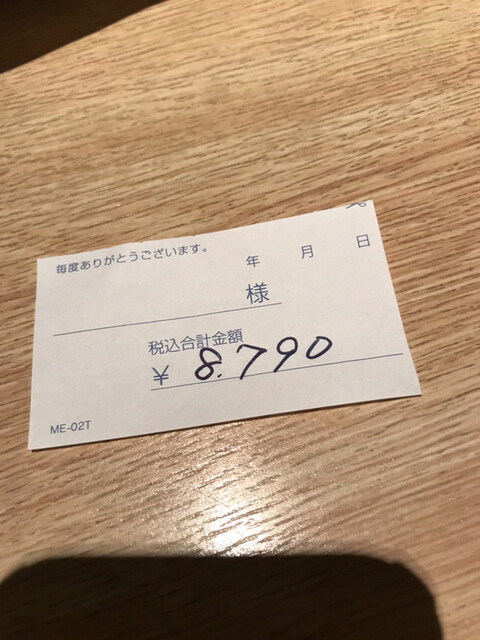 毎度ありがとうございます。
年 月 日
様
税込合計金額
¥ 8.790
ME-02T